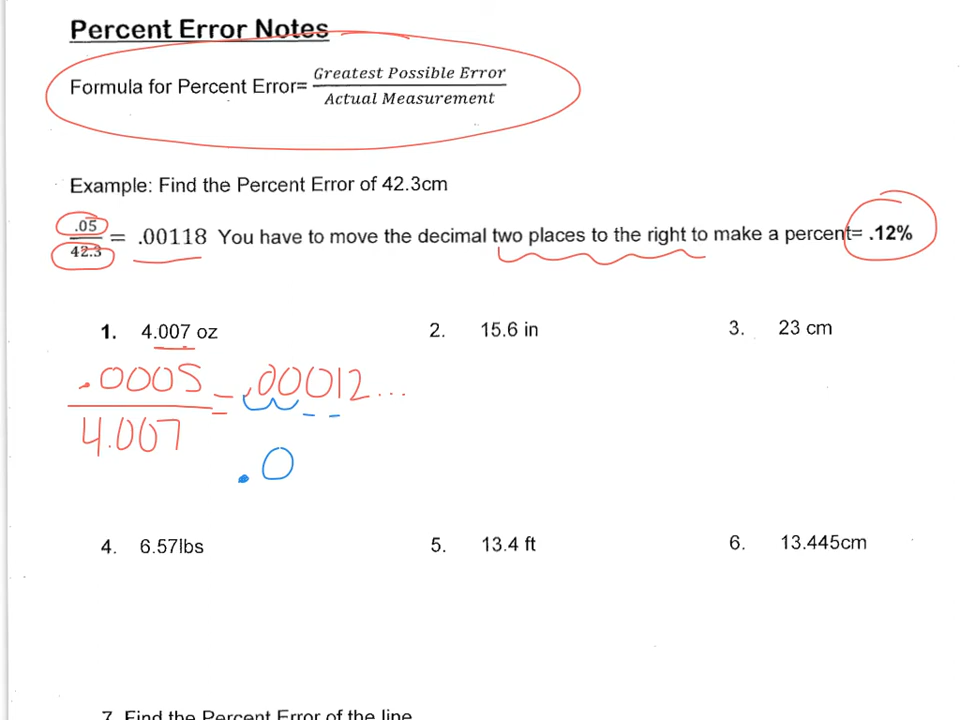 Percent Error Notes
Formula for Percent Error= Greatest Possible Error / Actual Measurement
Example: Find the Percent Error of 42.3cm
.05 / 42.3 = .00118 You have to move the decimal two places to the right to make a percent= .12%
1. 4.007 oz 2. 15.6 in 3. 23 cm
.0005 / 4.007 = .00012...
.0
4. 6.57lbs 5. 13.4 ft 6. 13.445cm
7. Find the Percent Error of the line